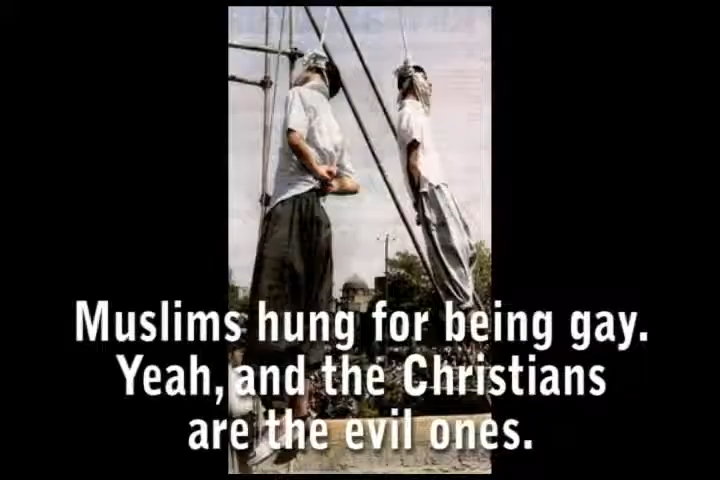 Muslims hung for being gay.
Yeah, and the Christians
are the evil ones.